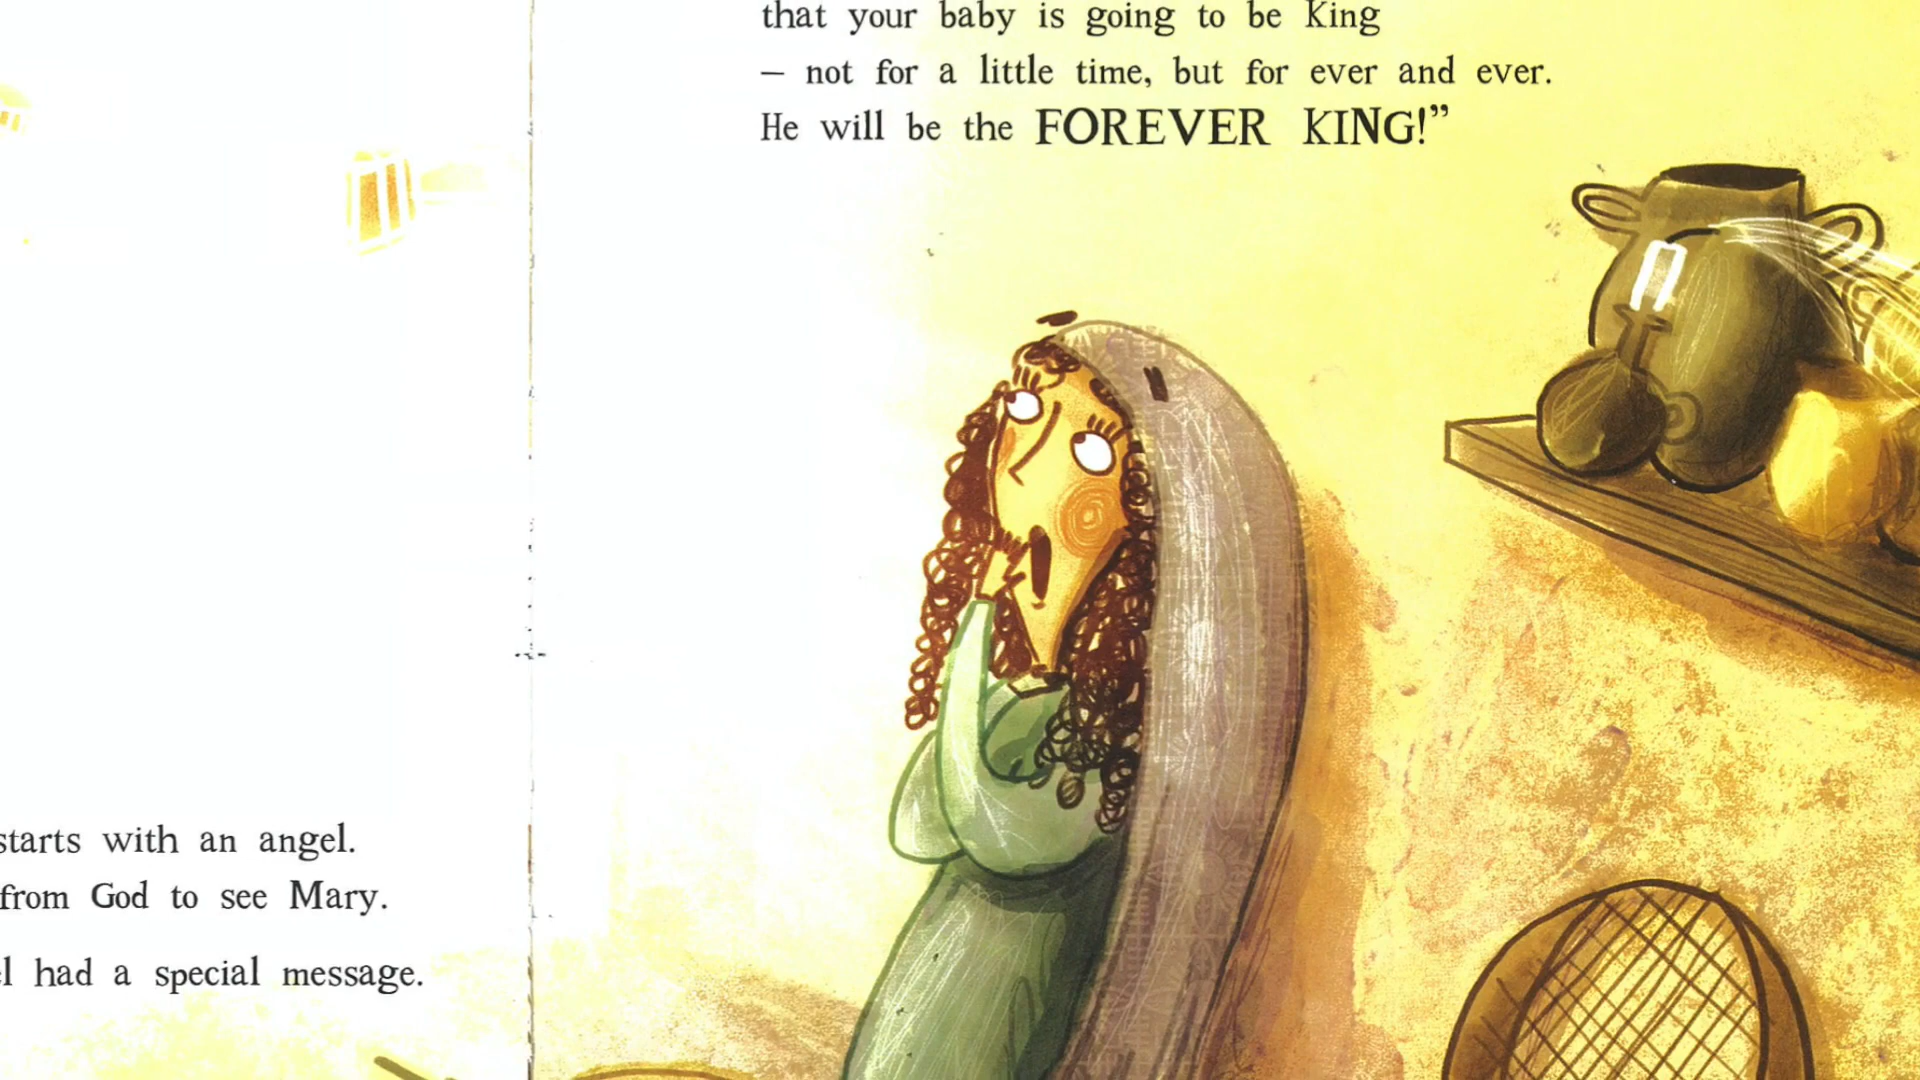 starts with an angel.
from God to see Mary.
had a special message.
that your baby is going to be King
– not for a little time, but for ever and ever.
He will be the FOREVER KING!”